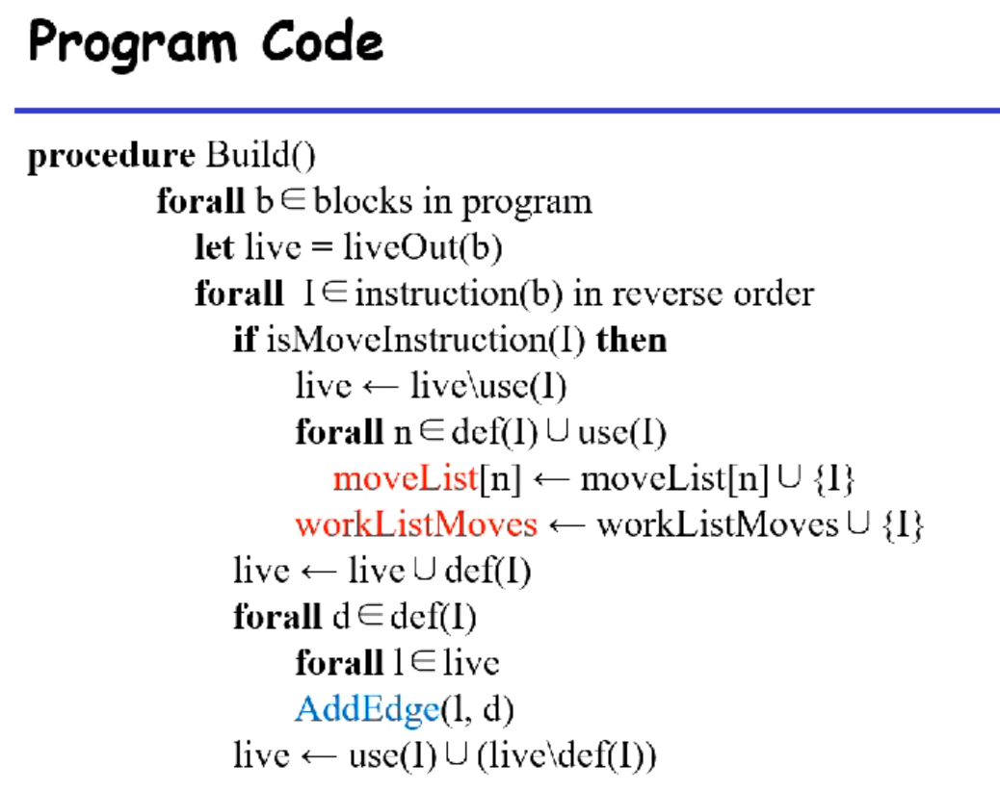 Program Code
procedure Build()
forall b ∈ blocks in program
let live = liveOut(b)
forall I ∈ instruction(b) in reverse order
if isMoveInstruction(I) then
live ← live\use(I)
forall n ∈ def(I) ∪ use(I)
moveList[n] ← moveList[n] ∪ {I}
workListMoves ← workListMoves ∪ {I}
live ← live ∪ def(I)
forall d ∈ def(I)
forall l ∈ live
AddEdge(l, d)
live ← use(I) ∪ (live\def(I))